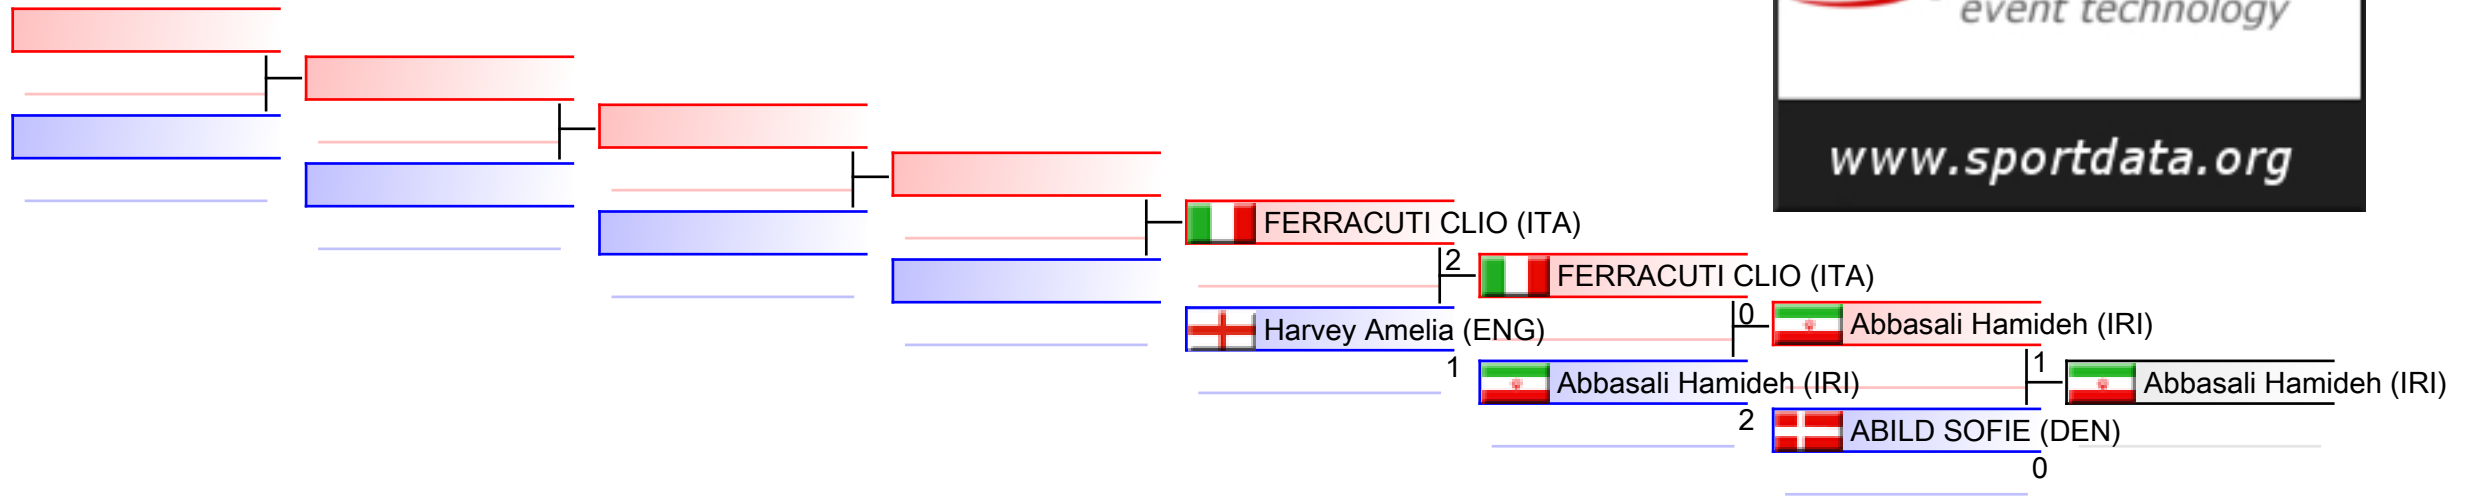 event technology
www.sportdata.org
FERRACUTI CLIO (ITA)
2
FERRACUTI CLIO (ITA)
Harvey Amelia (ENG)
0
Abbasali Hamideh (IRI)
1
1
Abbasali Hamideh (IRI)
Abbasali Hamideh (IRI)
2
ABILD SOFIE (DEN)
0